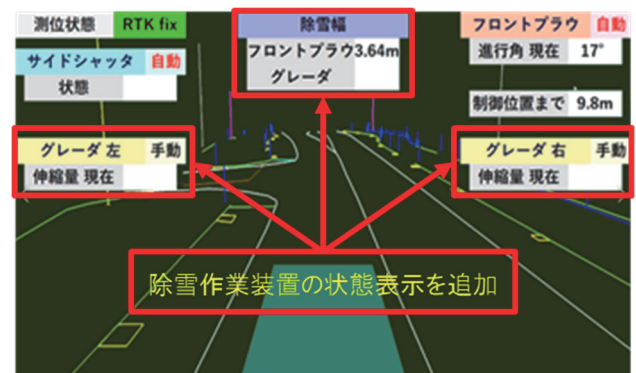 測位状態 RTK fix
サイドシャッタ 自動
状態
グレーダ 左 手動
伸縮量 現在
除雪幅
フロントプラウ3.64m
グレーダ
フロントプラウ 自動
進行角 現在 17°
制御位置まで 9.8m
グレーダ 右 手動
伸縮量 現在
除雪作業装置の状態表示を追加